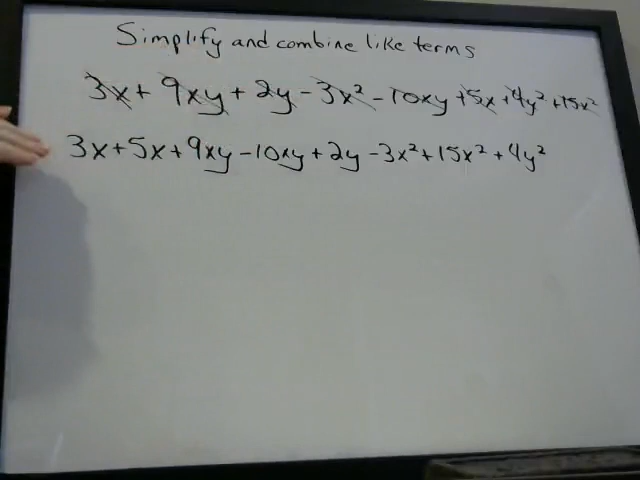 Simplify and combine like terms
3x + 9xy + 2y - 3x² - 10xy + 5x + 4y² + 15x²
3x + 5x + 9xy - 10xy + 2y - 3x² + 15x² + 4y²